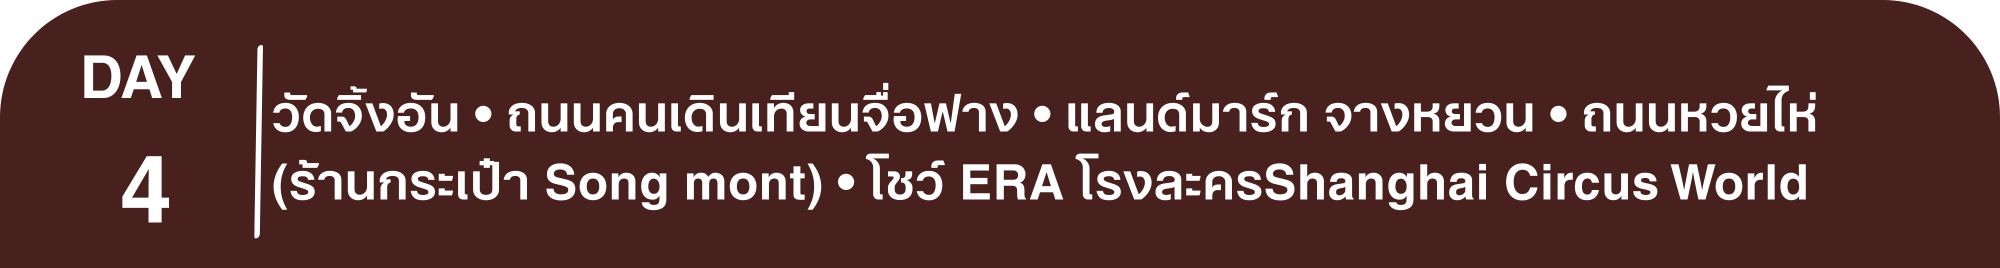 DAY
4
วัดจิ้งอัน • ถนนคนเดินเทียนจื่อฟาง • แลนด์มาร์ก จางหยวน • ถนนหวยไห่
(ร้านกระเป๋า Song mont) • โชว์ ERA โรงละครShanghai Circus World